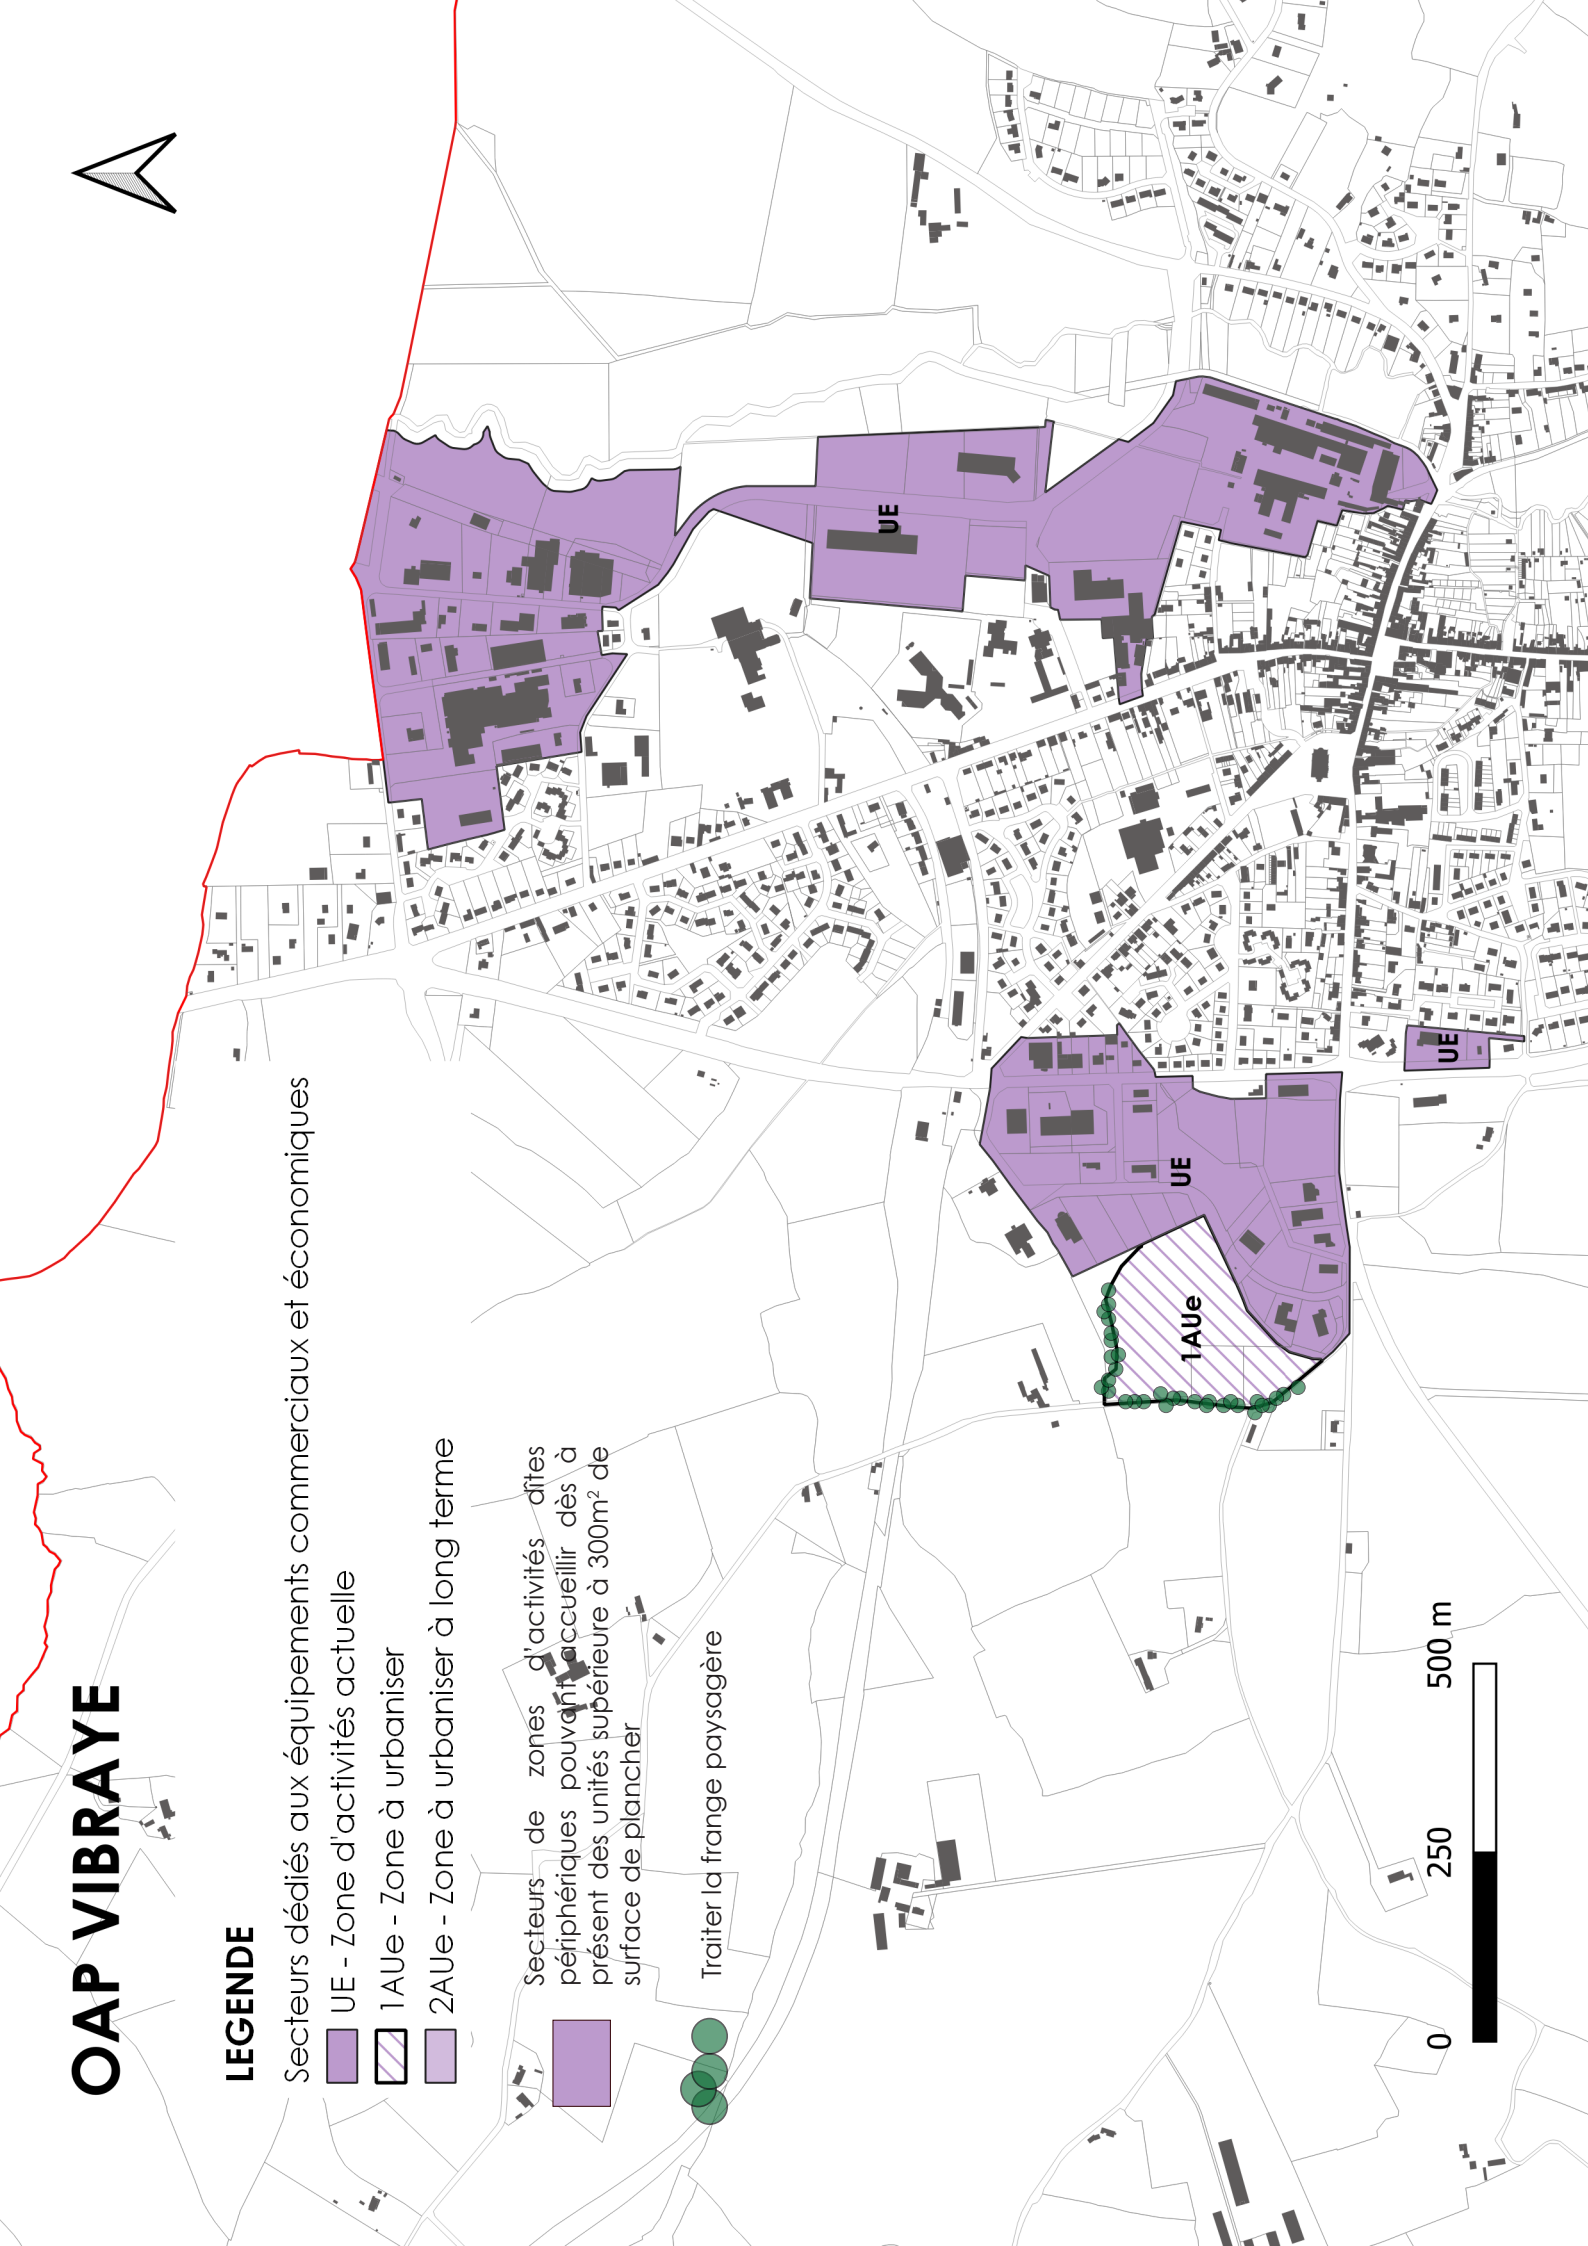 OAP VIBRAYE
LEGENDE
Secteurs dédiés aux équipements commerciaux et économiques
UE - Zone d'activités actuelle
1AUe - Zone à urbaniser
2AUe - Zone à urbaniser à long terme
Secteurs de zones d'activités dîtes
périphériques pouvant accueillir dès à
présent des unités supérieure à 300m² de
surface de plancher
Traiter la frange paysagère
UE
UE
UE
1AUe
0 250 500 m